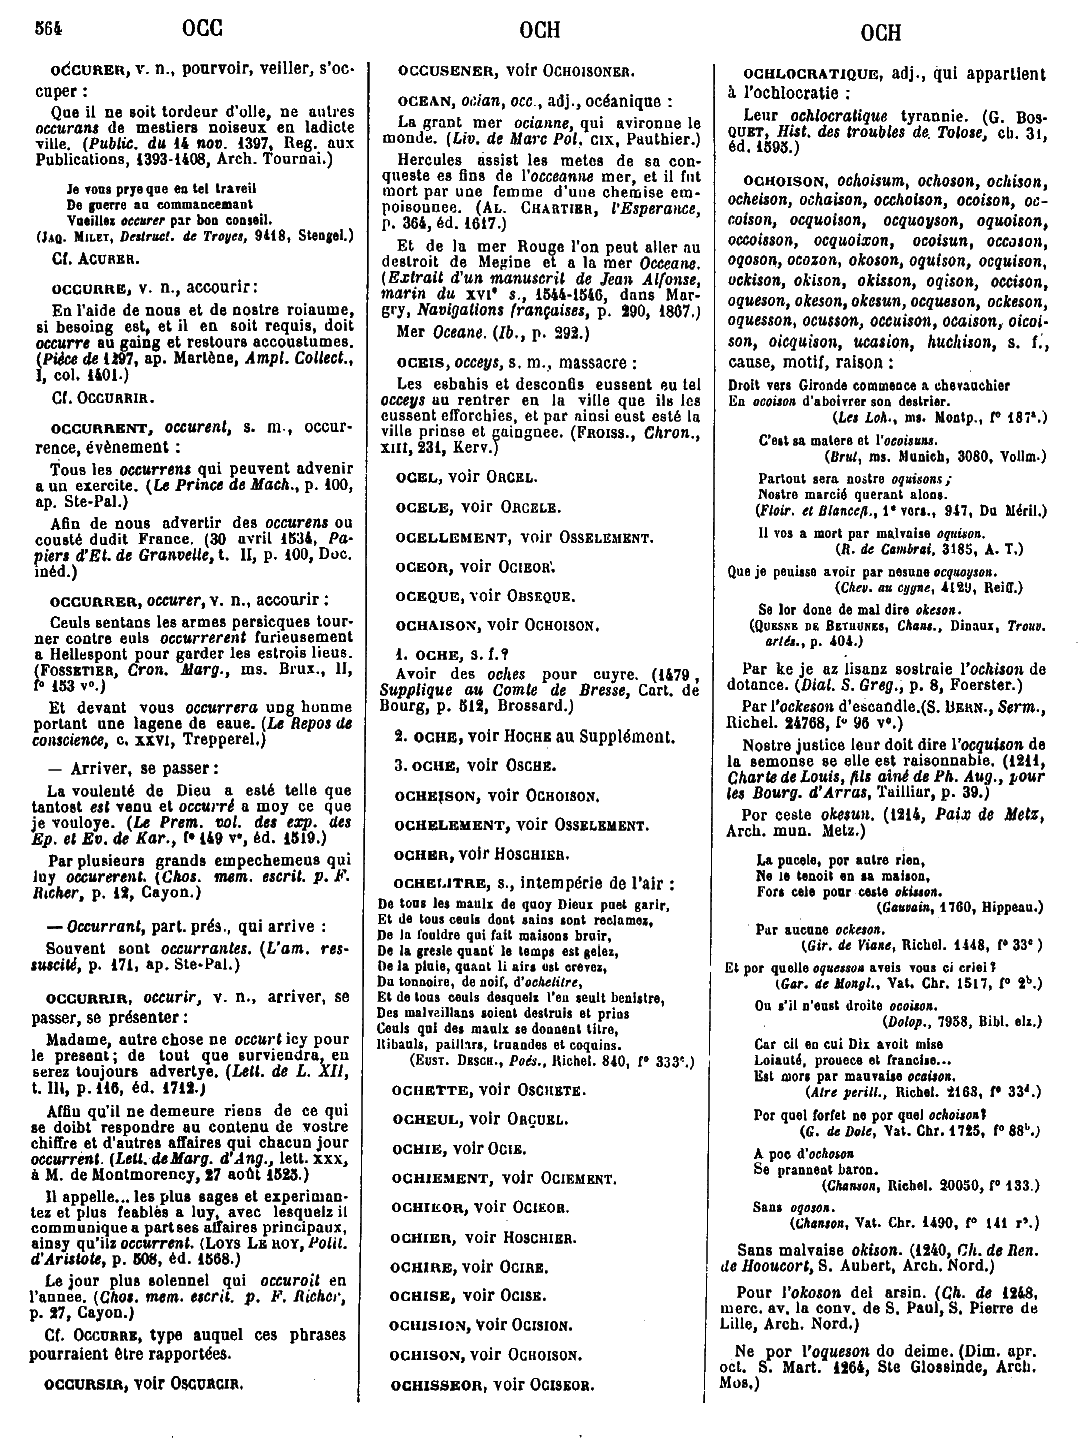 564
OCC
OCH
OCH
OCCURER, v. n., pourvoir, veiller, s'oc-
cuper :
Que il ne soit tordeur d'olle, ne autres
occurans de mestiers noiseux en ladicte
ville. (Public. du 14 nov. 1397, Reg. aux
Publications, 1393-1408, Arch. Tournai.)
Je vous prye que en tel traveil
De guerre au commancemant
Vueillez occurer par bon conseil.
(JAQ. MILET, Destruct. de Troyes, 9418, Stengel.)
Cf. ACURER.
OCCURRE, v. n., accourir :
En l'aide de nous et de nostre roiaume,
si besoing est, et il en soit requis, doit
occurre au gaing et restours accoustumes.
(Pièce de 1297, ap. Martène, Ampl. Collect.,
I, col. 1401.)
Cf. OCCURRIR.
OCCURRENT, occurent, s. m., occur-
rence, évènement :
Tous les occurrens qui peuvent advenir
a un exercite. (Le Prince de Mach., p. 100,
ap. Ste-Pal.)
Afin de nous advertir des occurens ou
cousté dudit France. (30 avril 1534, Pa-
piers d'Et. de Granvelle, t. II, p. 100, Doc.
inéd.)
OCCURRER, occurer, v. n., accourir :
Ceuls sentans les armes persicques tour-
ner contre euls occurrerent furieusement
a Hellespont pour garder les estrois lieus.
(FOSSETIER, Cron. Marg., ms. Brux., II,
f° 153 v°.)
Et devant vous occurrera ung homme
portant une lagene de eaue. (Le Repos de
conscience, c. XXVI, Trepperel.)
— Arriver, se passer :
La voulenté de Dieu a esté telle que
tantost est venu et occurré a moy ce que
je vouloye. (Le Prem. vol. des exp. des
Ep. et Ev. de Kar., f° 149 v°, éd. 1519.)
Par plusieurs grands empechemens qui
luy occurerent. (Chos. mem. escrit. p. F.
Richer, p. 12, Cayon.)
— Occurrant, part. prés., qui arrive :
Souvent sont occurrantes. (L'am. res-
suscité, p. 171, ap. Ste-Pal.)
OCCURRIR, occurir, v. n., arriver, se
passer, se présenter :
Madame, autre chose ne occurt icy pour
le present; de tout que surviendra, en
serez toujours advertye. (Lett. de L. XII,
t. III, p. 116, éd. 1712.)
Affin qu'il ne demeure riens de ce qui
se doibt respondre au contenu de vostre
chiffre et d'autres affaires qui chacun jour
occurrent. (Lett. de Marg. d'Ang., lett. XXX,
à M. de Montmorency, 27 août 1525.)
Il appelle... les plus sages et experiman-
tez et plus feables a luy, avec lesquelz il
communique a part ses affaires principaux,
ainsy qu'ilz occurrent. (LOYS LE ROY, Polit.
d'Aristote, p. 508, éd. 1568.)
Le jour plus solennel qui occuroit en
l'annee. (Chos. mem. escrit. p. F. Richer,
p. 27, Cayon.)
Cf. OCCURRE, type auquel ces phrases
pourraient être rapportées.
OCCURSIR, voir OSCURCIR.
OCCUSENER, voir OCHOISONER.
OCEAN, ocian, occ., adj., océanique :
La grant mer ocianne, qui avironne le
monde. (Liv. de Marc Pol. CIX, Pauthier.)
Hercules assist les metes de sa con-
queste es fins de l'occeanne mer, et il fut
mort par une femme d'une chemise em-
poisounee. (AL. CHARTIER, l'Esperance,
p. 364, éd. 1617.)
Et de la mer Rouge l'on peut aller au
destroit de Megine et a la mer Occeane.
(Extrait d'un manuscrit de Jean Alfonse,
marin du XVIe s., 1544-1546, dans Mar-
gry, Navigations françaises, p. 290, 1867.)
Mer Oceane. (Ib., p. 292.)
OCEIS, occeys, s. m., massacre :
Les esbahis et desconfis eussent eu tel
occeys au rentrer en la ville que ils les
eussent efforchies, et par ainsi eust esté la
ville prinse et gaingnee. (FROISS., Chron.,
XIII, 231, Kerv.)
OCEL, voir ORCEL.
OCELE, voir ORCELE.
OCELLEMENT, voir OSSELEMENT.
OCEOR, voir OCIEOR.
OCEQUE, voir OBSEQUE.
OCHAISON, voir OCHOISON.
1. OCHE, s. f.?
Avoir des oches pour cuyre. (1479,
Supplique au Comte de Bresse, Cart. de
Bourg, p. 512, Brossard.)
2. OCHE, voir HOCHE au Supplément.
3. OCHE, voir OSCHE.
OCHEISON, voir OCHOISON.
OCHELEMENT, voir OSSELEMENT.
OCHER, voir HOSCHIER.
OCHELITRE, s., intempérie de l'air :
De tous les maulx de quoy Dieux puet garir,
Et de tous ceuls dont sains sont reclamez,
De la fouldre qui fait maisons bruir,
De la gresle quant le temps est gelez,
De la pluie, quant li airs est crevez,
Du tonnoire, de noif, d'ochelitre,
Et de tous ceuls desquelx l'en seult benistre,
Des malveillans soient destruis et prins
Ceuls qui des maulx se donnent titre,
Ribauls, paillars, truandes et coquins.
(EUST. DESCH., Poés., Richel. 840, f° 333c.)
OCHETTE, voir OSCHETE.
OCHEUL, voir ORÇUEL.
OCHIE, voir OCIE.
OCHIEMENT, voir OCIEMENT.
OCHIEOR, voir OCIEOR.
OCHIER, voir HOSCHIER.
OCHIRE, voir OCIRE.
OCHISE, voir OCISE.
OCHISION, voir OCISION.
OCHISON, voir OCHOISON.
OCHISSEOR, voir OCISEOR.
OCHLOCRATIQUE, adj., qui appartient
à l'ochlocratie :
Leur ochlocratique tyrannie. (G. BOS-
QUET, Hist. des troubles de Tolose, ch. 31,
éd. 1595.)
OCHOISON, ochoisum, ochoson, ochison,
ocheison, ochaison, occhoison, ocoison, oc-
coison, ocquoison, ocquoyson, oquoison,
occoisson, ocquoixon, ocoisun, occoson,
oqoson, ocozon, okoson, oquison, ocquison,
ockison, okison, okisson, oqison, occison,
oqueson, okeson, okesun, ocqueson, ockeson,
oquesson, ocusson, occuison, ocaison, oicoi-
son, oicquison, ucasion, huchison, s. f.,
cause, motif, raison :
Droit vers Gironde commence a chevauchier
En ocoison d'aboivrer son destrier.
(Les Loh., ms. Montp., f° 187a.)
C'est sa matere et l'ocoisuns.
(Brut, ms. Munich, 3080, Vollm.)
Partout sera nostre oquisons;
Nostre marcié querant alons.
(Floir. et Blancefl., 1e vers., 947, Du Méril.)
Il vos a mort par malvaise oquison.
(R. de Cambrai, 3185, A. T.)
Que je peuisse avoir par nesune ocquoyson.
(Chev. au cygne, 4129, Reiff.)
Se lor done de mal dire okeson.
(QUESNE DE BETHUNES, Chans., Dinaux, Trouv.
artés., p. 404.)
Par ke je az lisanz sostraie l'ochison de
dotance. (Dial. S. Greg., p. 8, Foerster.)
Par l'ockeson d'escandle. (S. BERN., Serm.,
Richel. 24768, f° 96 v°.)
Nostre justice leur doit dire l'ocquison de
la semonse se elle est raisonnable. (1211,
Charte de Louis, fils ainé de Ph. Aug., pour
les Bourg. d'Arras, Tailliar, p. 39.)
Por ceste okesun. (1214, Paix de Metz,
Arch. mun. Metz.)
La pucele, por autre rien,
Ne le tenoit en sa maison,
Fors cele pour ceste okisson.
(Gauvain, 1760, Hippeau.)
Par aucune ockeson.
(Gir. de Viane, Richel. 1448, f° 33c)
Et por quelle oquesson aveis vous ci criel?
(Gar. de Mongl., Vat. Chr. 1517, f° 2b.)
Ou s'il n'eust droite ocoison.
(Dolop., 7958, Bibl. elz.)
Car cil en cui Dix avoit mise
Loiauté, prouece et francise...
Est mors par mauvaise ocaison.
(Atre perill., Richel. 2168, f° 33d.)
Por quel forfet ne por quel ochoison?
(G. de Dole, Vat. Chr. 1725, f° 88b.)
A poc d'ochoson
Se prannent baron.
(Chanson, Richel. 20050, f° 133.)
Sans oqoson.
(Chanson, Vat. Chr. 1490, f° 141 r°.)
Sans malvaise okison. (1240, Ch. de Ren.
de Hooucort, S. Aubert, Arch. Nord.)
Pour l'okoson del arsin. (Ch. de 1248,
merc. av. la conv. de S. Paul, S. Pierre de
Lille, Arch. Nord.)
Ne por l'oqueson do deime. (Dim. apr.
oct. S. Mart. 1264, Ste Glossinde, Arch.
Mos.)